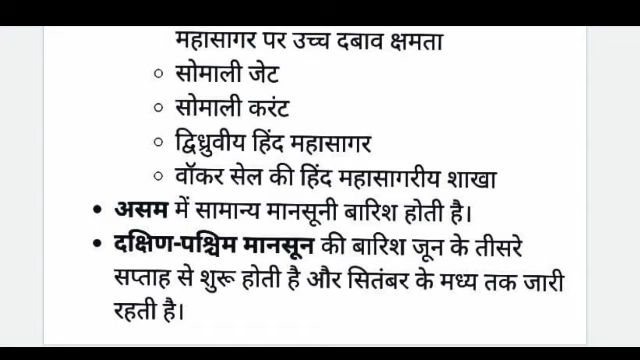 महासागर पर उच्च दबाव क्षमता
सोमाली जेट
सोमाली करंट
द्विध्रुवीय हिंद महासागर
वॉकर सेल की हिंद महासागरीय शाखा
असम में सामान्य मानसूनी बारिश होती है।
दक्षिण-पश्चिम मानसून की बारिश जून के तीसरे
सप्ताह से शुरू होती है और सितंबर के मध्य तक जारी
रहती है।